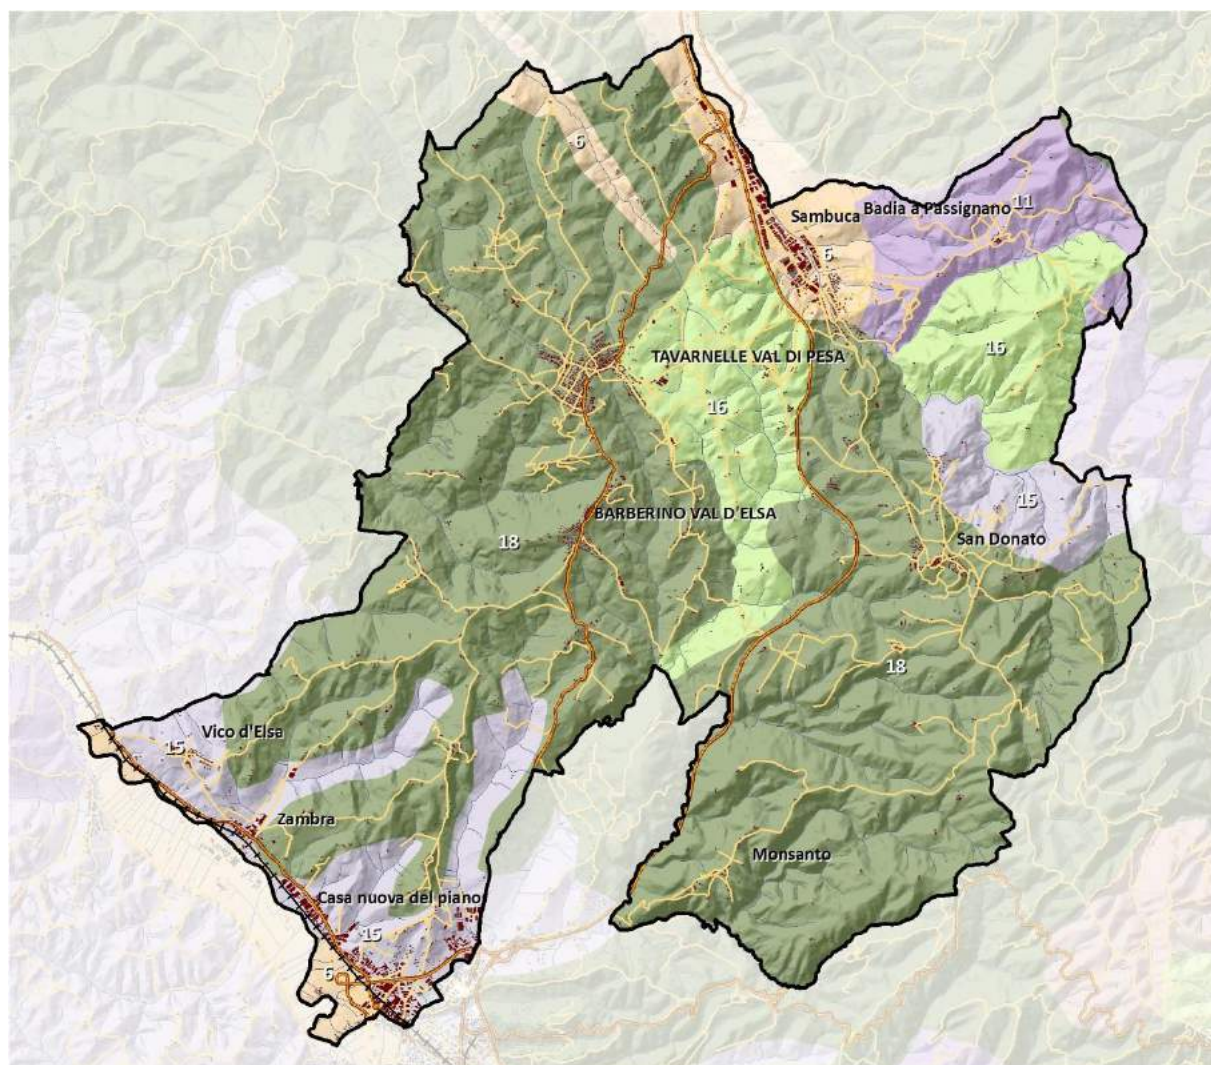 6
Sambuca
Badia a Passignano
11
6
16
TAVARNELLE VAL DI PESA
16
15
BARBERINO VAL D'ELSA
San Donato
18
18
Vico d'Elsa
15
Zambra
Monsanto
Casa nuova del piano
15
6